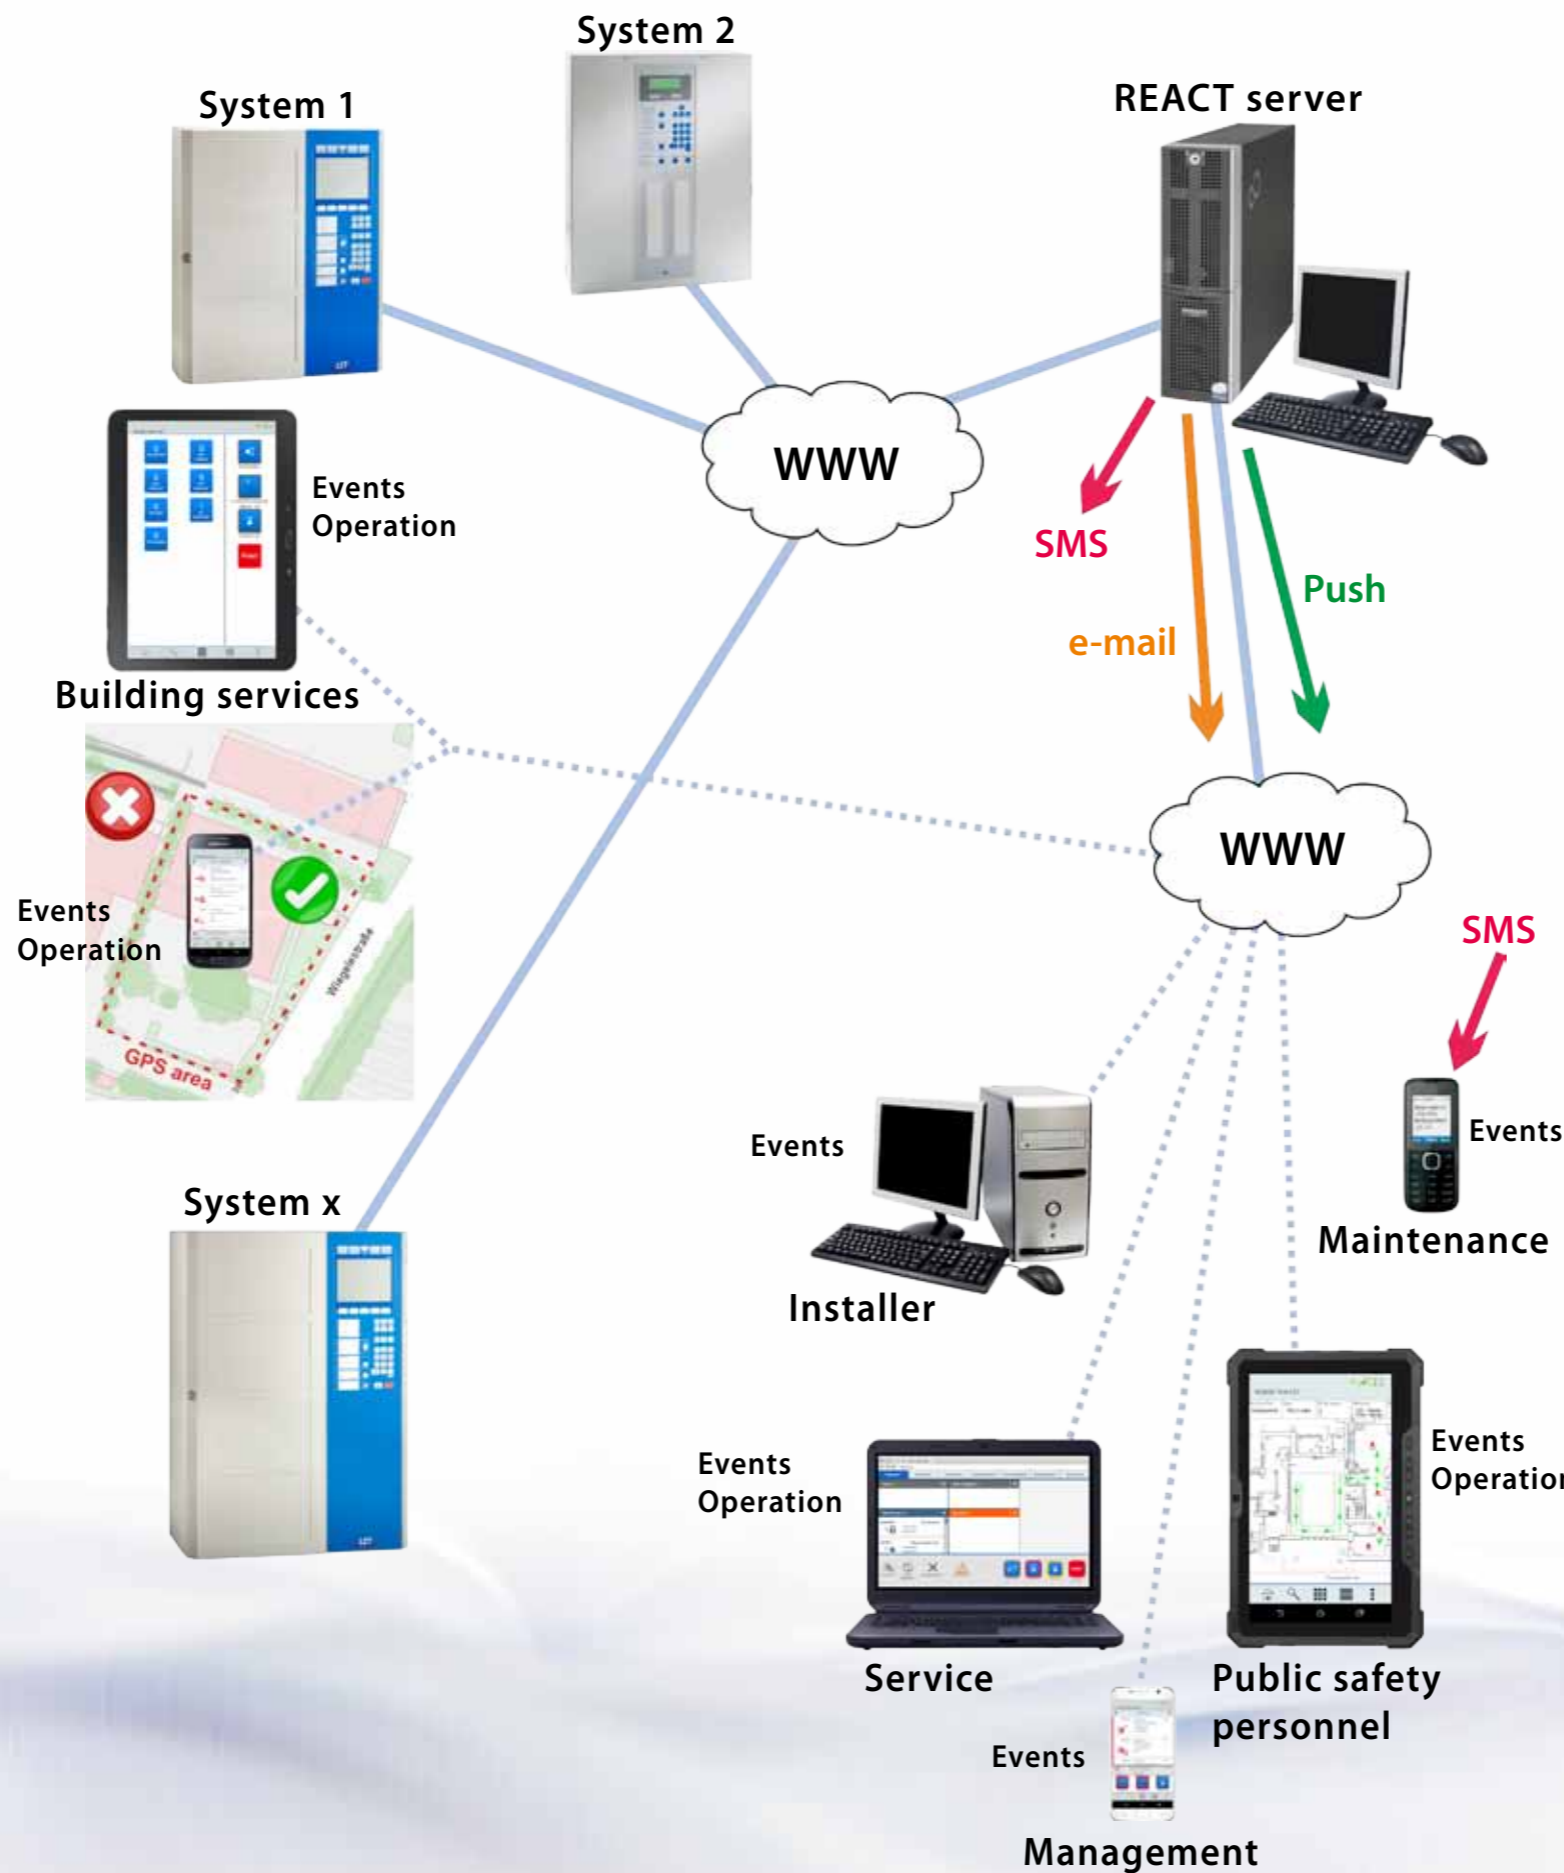 System 2
System 1
REACT server
WWW
Events
Operation
SMS
Push
e-mail
Building services
WWW
Events
Operation
Wiegelestraße
GPS area
SMS
Events
Events
Maintenance
System x
Installer
Events
Operation
Events
Operation
Service
Public safety
personnel
Events
Management